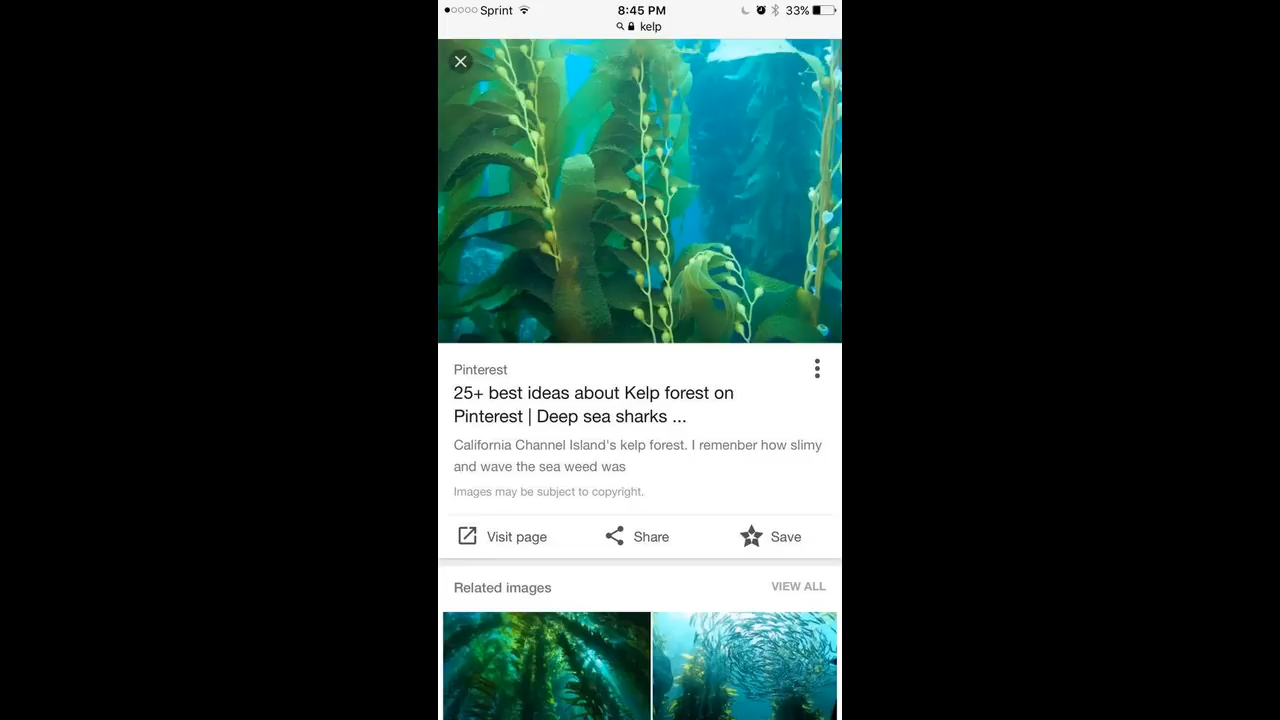 Sprint 8:45 PM 33%
kelp
Pinterest
25+ best ideas about Kelp forest on
Pinterest | Deep sea sharks ...
California Channel Island's kelp forest. I remenber how slimy
and wave the sea weed was
Images may be subject to copyright.
Visit page Share Save
Related images VIEW ALL